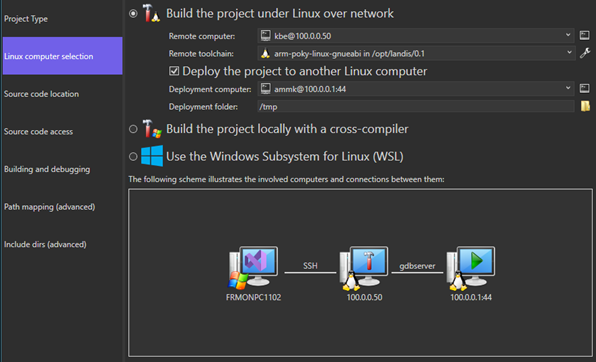 Project Type
Linux computer selection
Source code location
Source code access
Building and debugging
Path mapping (advanced)
Include dirs (advanced)
Build the project under Linux over network
Remote computer: kbe@100.0.0.50
Remote toolchain: arm-poky-linux-gnueabi in /opt/landis/0.1
Deploy the project to another Linux computer
Deployment computer: ammk@100.0.0.1:44
Deployment folder: /tmp
Build the project locally with a cross-compiler
Use the Windows Subsystem for Linux (WSL)
The following scheme illustrates the involved computers and connections between them:
SSH gdbserver
FRMONPC1102 100.0.0.50 100.0.0.1:44